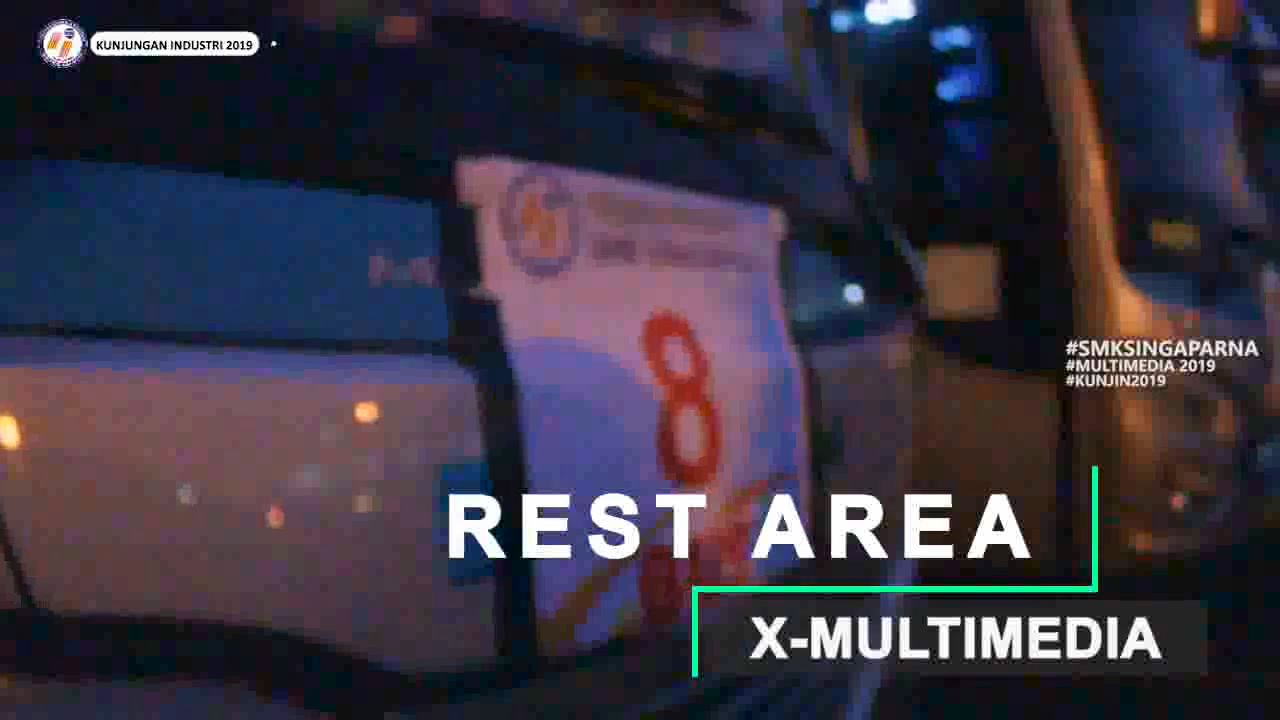 KUNJUNGAN INDUSTRI 2019
8
#SMKSINGAPARNA
#MULTIMEDIA 2019
#KUNJIN2019
REST AREA
X-MULTIMEDIA